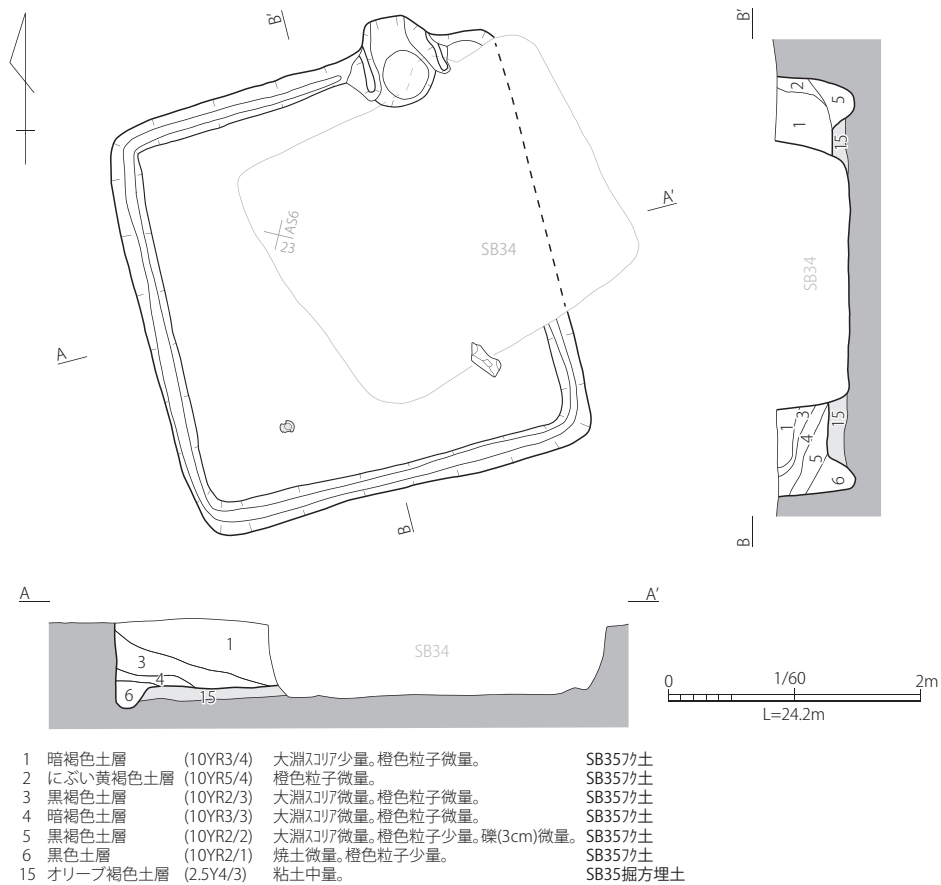 B'
B'
2
5
1
15
A'
AS6
23
SB34
SB34
A
3
1
15
4
5
6
B
B
A
A'
1
SB34
3
4
6
15
0
1/60
2m
L=24.2m
1 暗褐色土層 (10YR3/4) 大淵ｽｺﾘｱ少量。橙色粒子微量。 SB35ﾌｸ土
2 にぶい黄褐色土層 (10YR5/4) 橙色粒子微量。 SB35ﾌｸ土
3 黒褐色土層 (10YR2/3) 大淵ｽｺﾘｱ微量。橙色粒子微量。 SB35ﾌｸ土
4 暗褐色土層 (10YR3/3) 大淵ｽｺﾘｱ微量。橙色粒子微量。 SB35ﾌｸ土
5 黒褐色土層 (10YR2/2) 大淵ｽｺﾘｱ微量。橙色粒子少量。礫(3cm)微量。 SB35ﾌｸ土
6 黒色土層 (10YR2/1) 焼土微量。橙色粒子少量。 SB35ﾌｸ土
15 オリーブ褐色土層 (2.5Y4/3) 粘土中量。 SB35掘方埋土